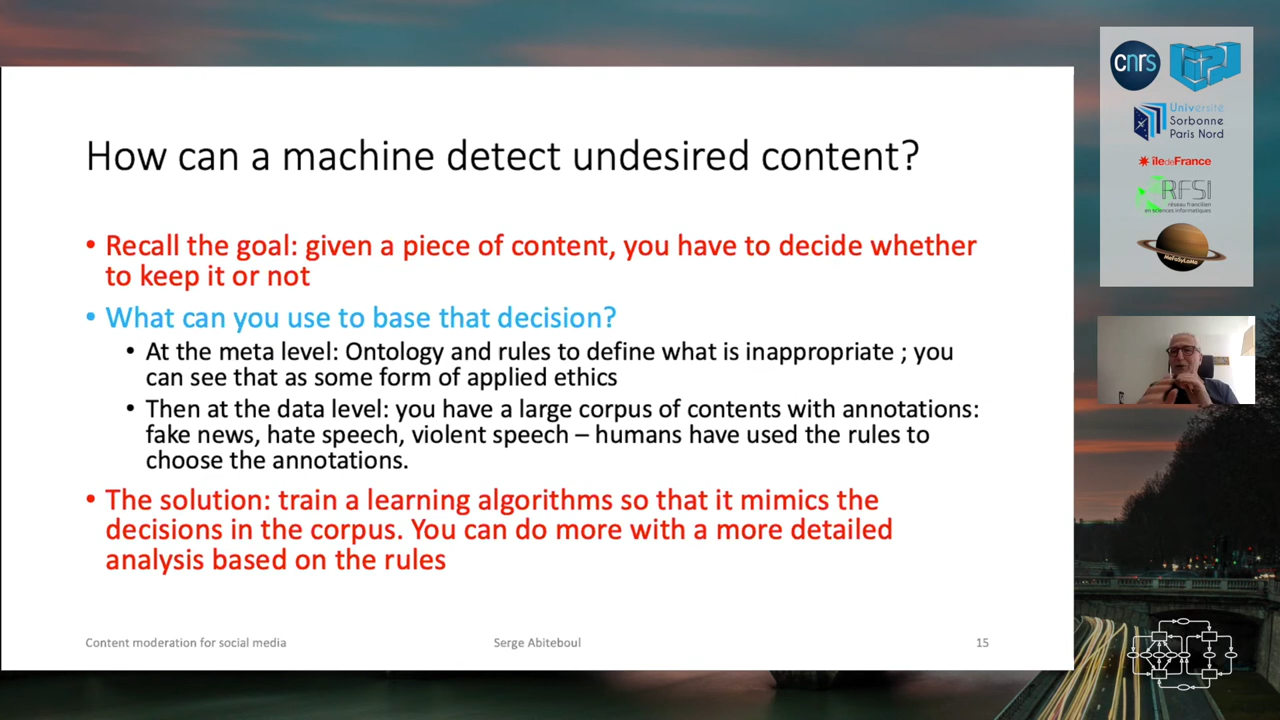 How can a machine detect undesired content?
• Recall the goal: given a piece of content, you have to decide whether
to keep it or not
• What can you use to base that decision?
• At the meta level: Ontology and rules to define what is inappropriate ; you
can see that as some form of applied ethics
• Then at the data level: you have a large corpus of contents with annotations:
fake news, hate speech, violent speech – humans have used the rules to
choose the annotations.
• The solution: train a learning algorithms so that it mimics the
decisions in the corpus. You can do more with a more detailed
analysis based on the rules
Content moderation for social media
Serge Abiteboul
15
cnrs
Université
Sorbonne
Paris Nord
îledeFrance
RFSI
réseau francilien
en sciences informatiques
MeFoSyLoMa